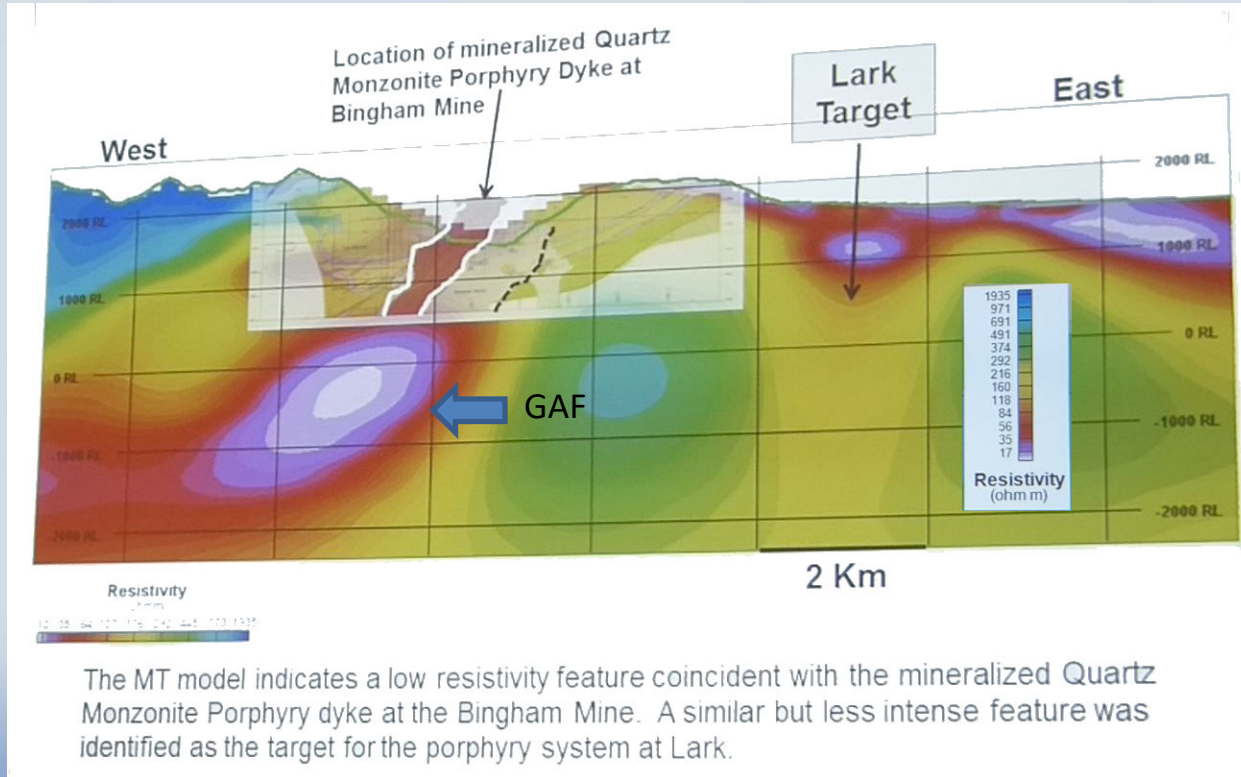 Location of mineralized Quartz
Monzonite Porphyry Dyke at
Bingham Mine
Lark
Target
West
East
2000 RL
2000 RL
1000 RL
1000 RL
0 RL
0 RL
GAF
-1000 RL
-1000 RL
-2000 RL
-2000 RL
1935
971
691
491
374
292
216
160
118
84
56
35
17
Resistivity
(ohm m)
2 Km
Resistivity
The MT model indicates a low resistivity feature coincident with the mineralized Quartz
Monzonite Porphyry dyke at the Bingham Mine. A similar but less intense feature was
identified as the target for the porphyry system at Lark.